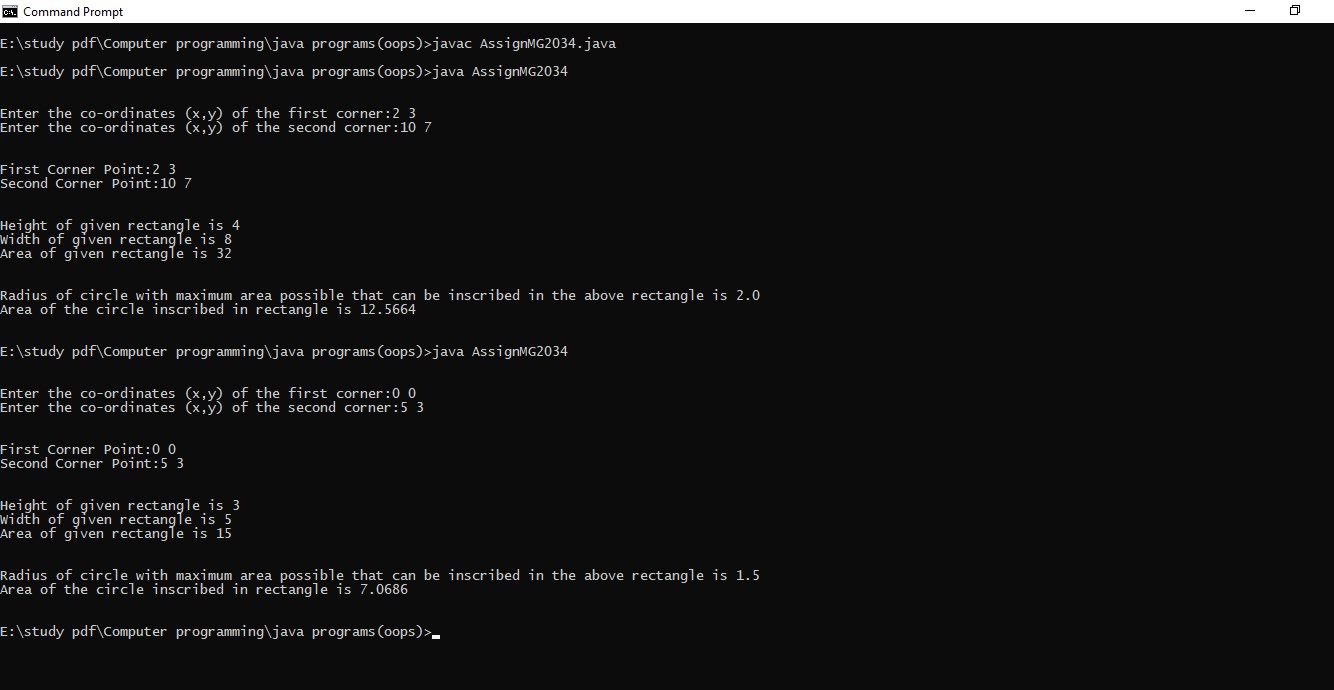 Command Prompt
E:\study pdf\Computer programming\java programs(oops)>javac AssignMG2034.java
E:\study pdf\Computer programming\java programs(oops)>java AssignMG2034
Enter the co-ordinates (x,y) of the first corner:2 3
Enter the co-ordinates (x,y) of the second corner:10 7
First Corner Point:2 3
Second Corner Point:10 7
Height of given rectangle is 4
Width of given rectangle is 8
Area of given rectangle is 32
Radius of circle with maximum area possible that can be inscribed in the above rectangle is 2.0
Area of the circle inscribed in rectangle is 12.5664
E:\study pdf\Computer programming\java programs(oops)>java AssignMG2034
Enter the co-ordinates (x,y) of the first corner:0 0
Enter the co-ordinates (x,y) of the second corner:5 3
First Corner Point:0 0
Second Corner Point:5 3
Height of given rectangle is 3
Width of given rectangle is 5
Area of given rectangle is 15
Radius of circle with maximum area possible that can be inscribed in the above rectangle is 1.5
Area of the circle inscribed in rectangle is 7.0686
E:\study pdf\Computer programming\java programs(oops)>